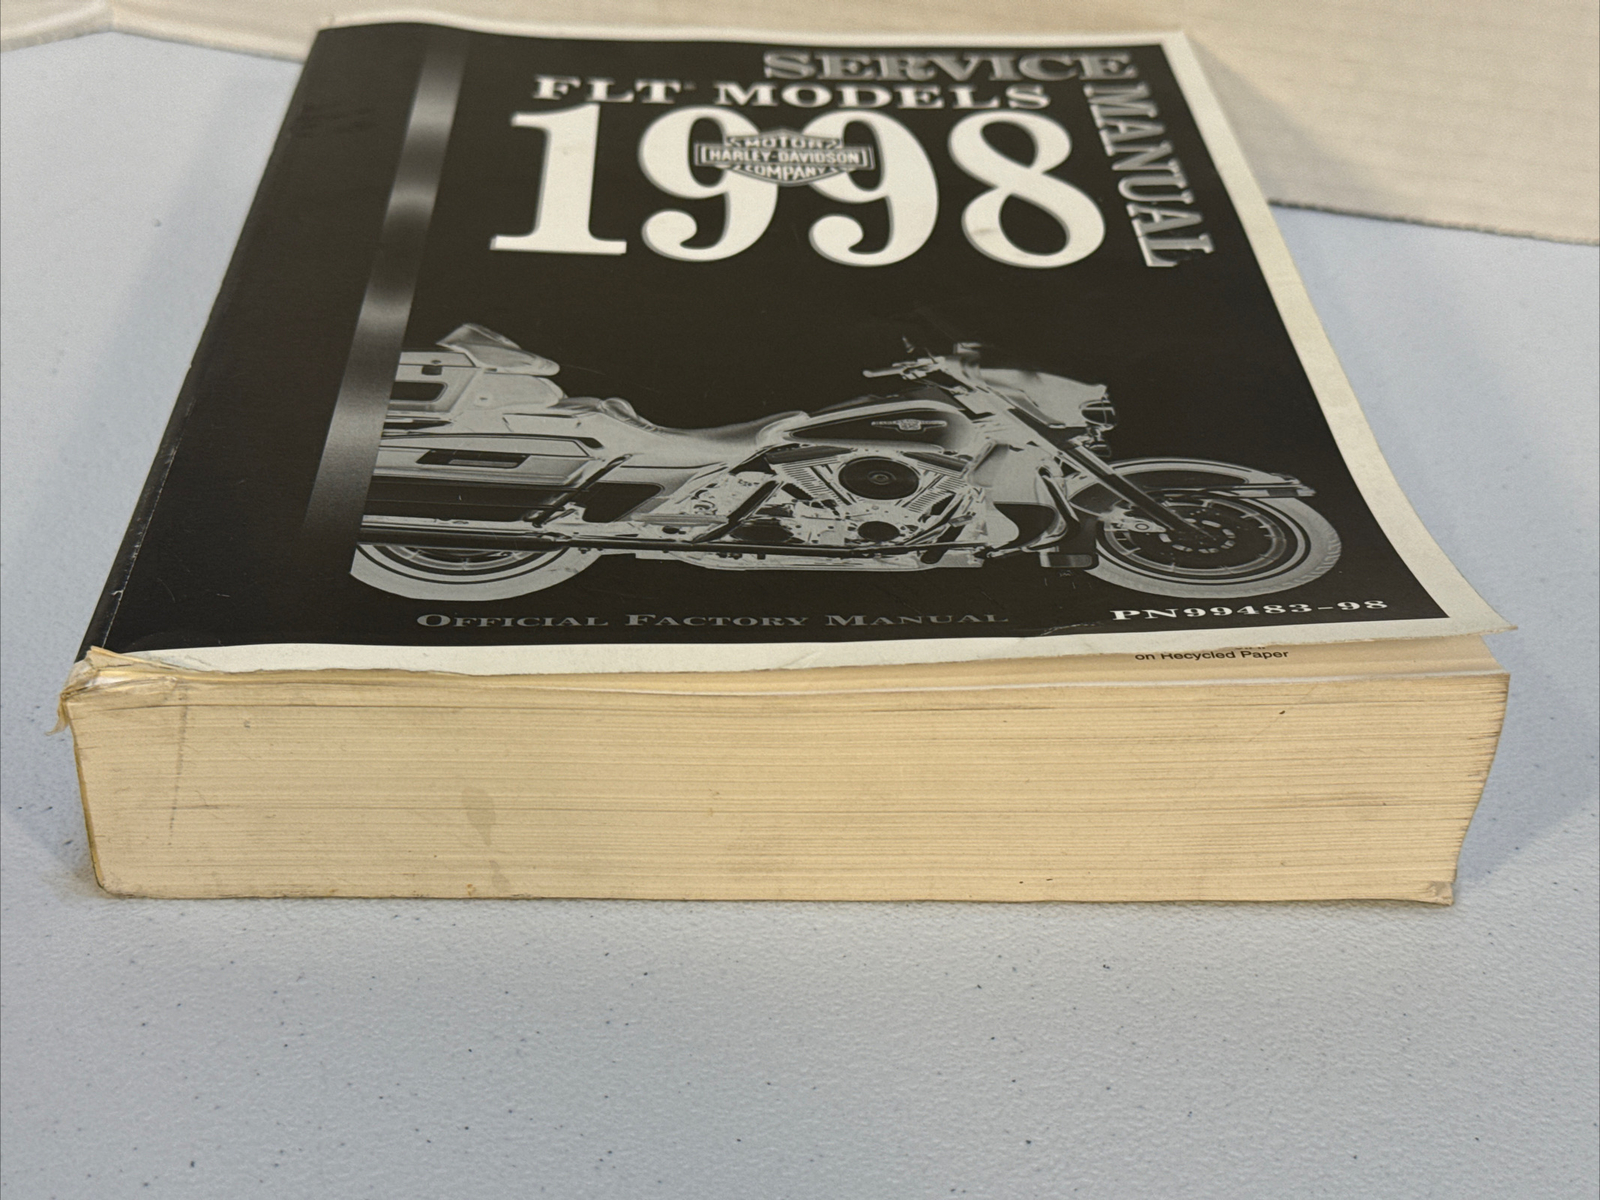 SERVICE
MANUAL
FLT MODELS
1998
MOTOR
HARLEY-DAVIDSON
COMPANY
OFFICIAL FACTORY MANUAL
PN99483-98
on Recycled Paper